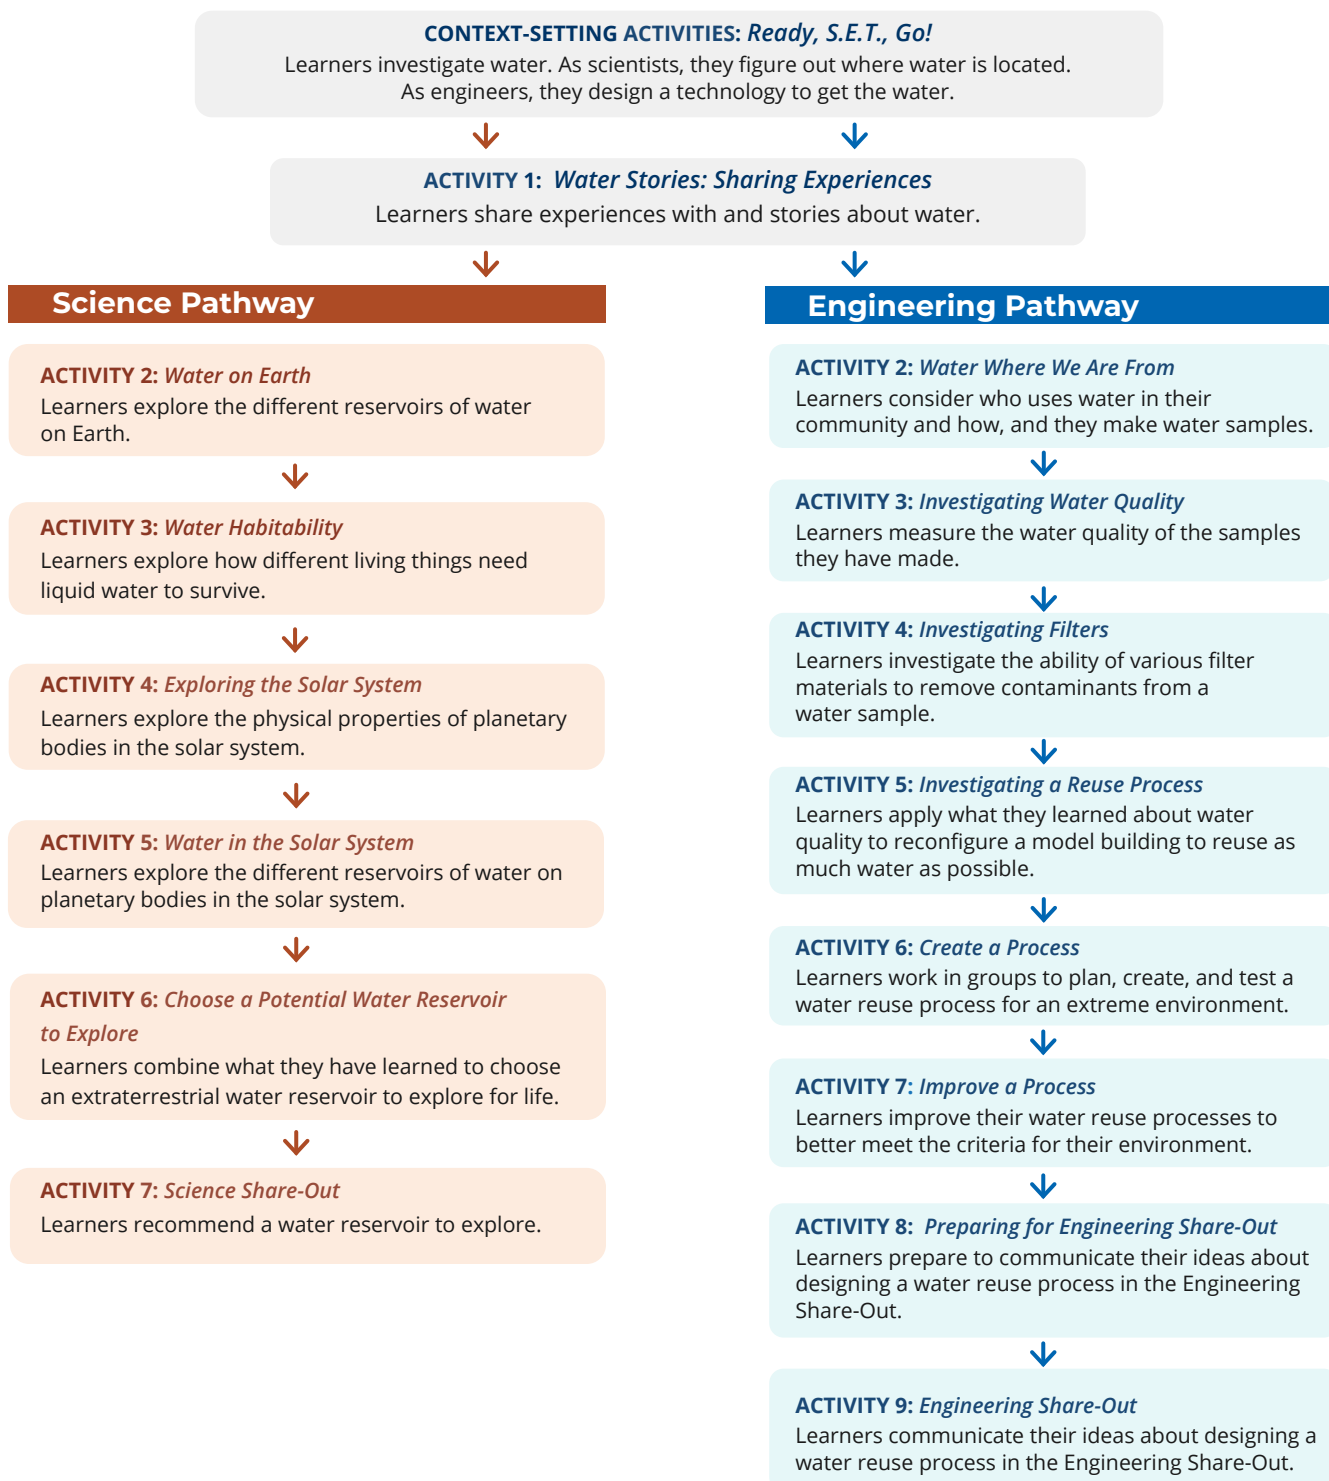 CONTEXT-SETTING ACTIVITIES: Ready, S.E.T., Go!
Learners investigate water. As scientists, they figure out where water is located.
As engineers, they design a technology to get the water.
ACTIVITY 1: Water Stories: Sharing Experiences
Learners share experiences with and stories about water.
Science Pathway
ACTIVITY 2: Water on Earth
Learners explore the different reservoirs of water
on Earth.
ACTIVITY 3: Water Habitability
Learners explore how different living things need
liquid water to survive.
ACTIVITY 4: Exploring the Solar System
Learners explore the physical properties of planetary
bodies in the solar system.
ACTIVITY 5: Water in the Solar System
Learners explore the different reservoirs of water on
planetary bodies in the solar system.
ACTIVITY 6: Choose a Potential Water Reservoir
to Explore
Learners combine what they have learned to choose
an extraterrestrial water reservoir to explore for life.
ACTIVITY 7: Science Share-Out
Learners recommend a water reservoir to explore.
Engineering Pathway
ACTIVITY 2: Water Where We Are From
Learners consider who uses water in their
community and how, and they make water samples.
ACTIVITY 3: Investigating Water Quality
Learners measure the water quality of the samples
they have made.
ACTIVITY 4: Investigating Filters
Learners investigate the ability of various filter
materials to remove contaminants from a
water sample.
ACTIVITY 5: Investigating a Reuse Process
Learners apply what they learned about water
quality to reconfigure a model building to reuse as
much water as possible.
ACTIVITY 6: Create a Process
Learners work in groups to plan, create, and test a
water reuse process for an extreme environment.
ACTIVITY 7: Improve a Process
Learners improve their water reuse processes to
better meet the criteria for their environment.
ACTIVITY 8: Preparing for Engineering Share-Out
Learners prepare to communicate their ideas about
designing a water reuse process in the Engineering
Share-Out.
ACTIVITY 9: Engineering Share-Out
Learners communicate their ideas about designing a
water reuse process in the Engineering Share-Out.